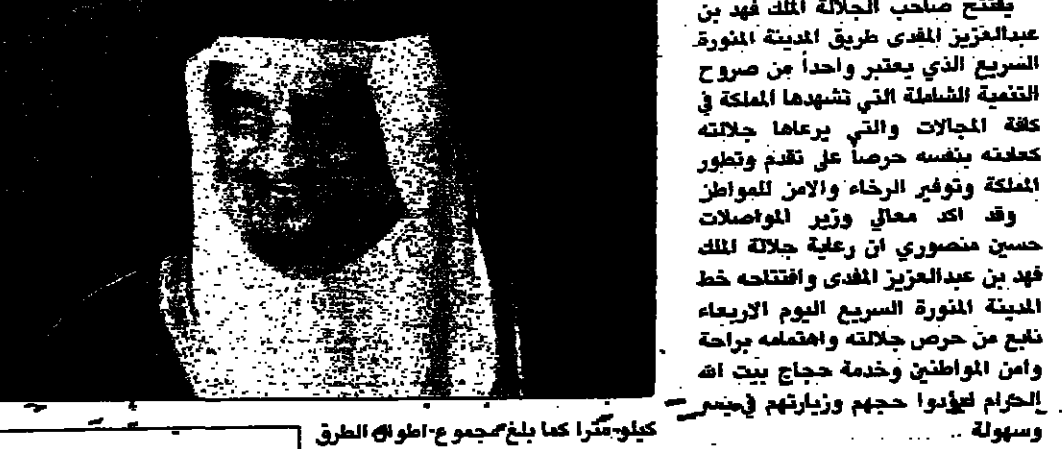 يفتتح صاحب الجلالة الملك فهد بن
عبدالعزيز المفدى طريق المدينة المنورة
السريع الذي يعتبر واحداً من صروح
التنمية الشاملة التي تشهدها المملكة في
كافة المجالات والتي يرعاها جلالته
كعادته بنفسه حرصاً على تقدم وتطور
المملكة وتوفير الرخاء والامن للمواطن
وقد اكد معالي وزير المواصلات
حسين منصوري ان رعاية جلالة الملك
فهد بن عبدالعزيز المفدى وافتتاحه خط
المدينة المنورة السريع اليوم الاربعاء
نابع من حرص جلالته واهتمامه براحة
وامن المواطنين وخدمة حجاج بيت الله
الحرام ليؤدوا حجهم وزيارتهم في يسر
وسهولة ..
كيلو مترا كما بلغ مجموع اطوال الطرق